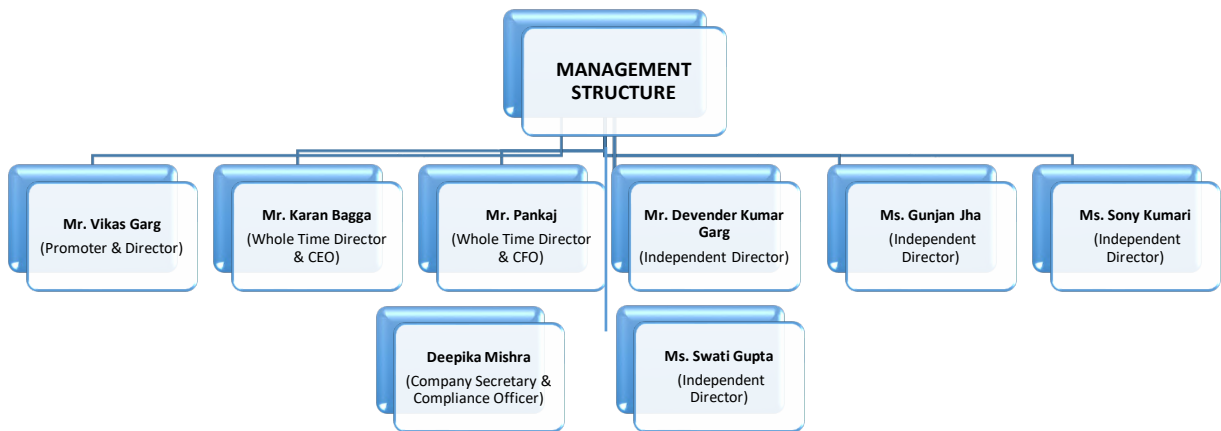 MANAGEMENT
STRUCTURE
Mr. Vikas Garg
(Promoter & Director)
Mr. Karan Bagga
(Whole Time Director
& CEO)
Mr. Pankaj
(Whole Time Director
& CFO)
Mr. Devender Kumar
Garg
(Independent Director)
Ms. Gunjan Jha
(Independent
Director)
Ms. Sony Kumari
(Independent
Director)
Deepika Mishra
(Company Secretary &
Compliance Officer)
Ms. Swati Gupta
(Independent
Director)